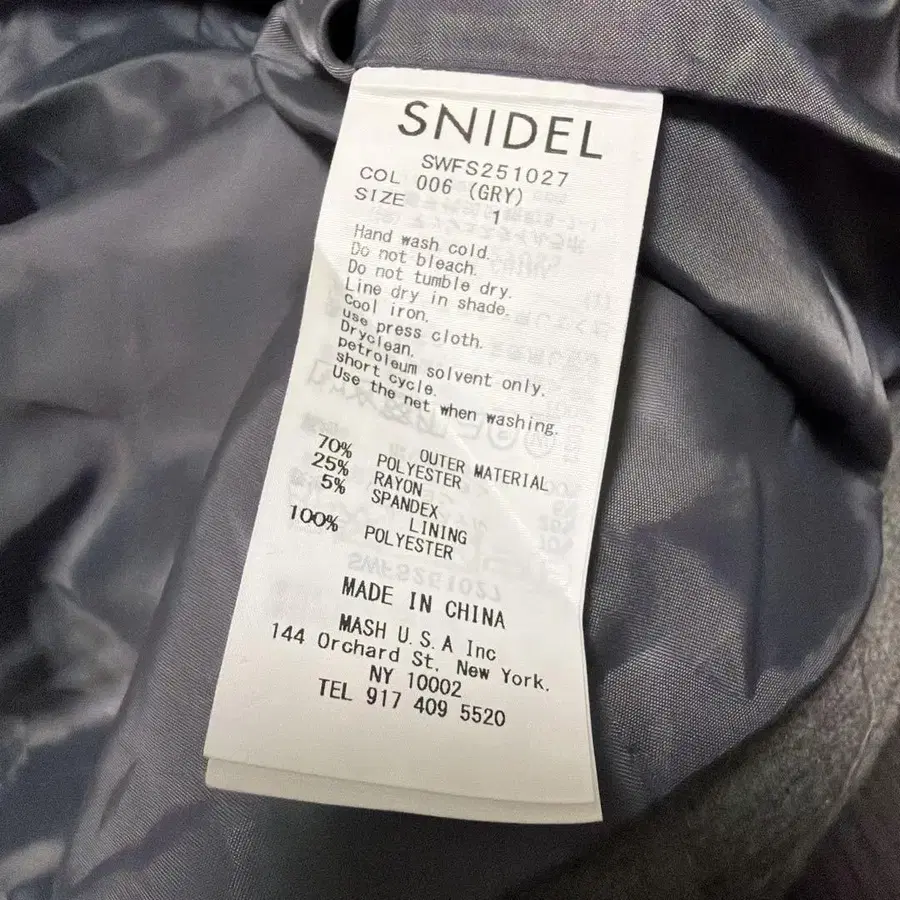 SNIDEL
SWFS251027
COL 006 (GRY)
SIZE 1
Hand wash cold.
Do not bleach.
Do not tumble dry.
Line dry in shade.
Cool iron.
use press cloth.
Dryclean.
petroleum solvent only.
short cycle.
Use the net when washing.
OUTER MATERIAL
70% POLYESTER
25% RAYON
5% SPANDEX
LINING
100% POLYESTER
MADE IN CHINA
MASH U.S.A Inc
144 Orchard St. New York.
NY 10002
TEL 917 409 5520
SWFS251027